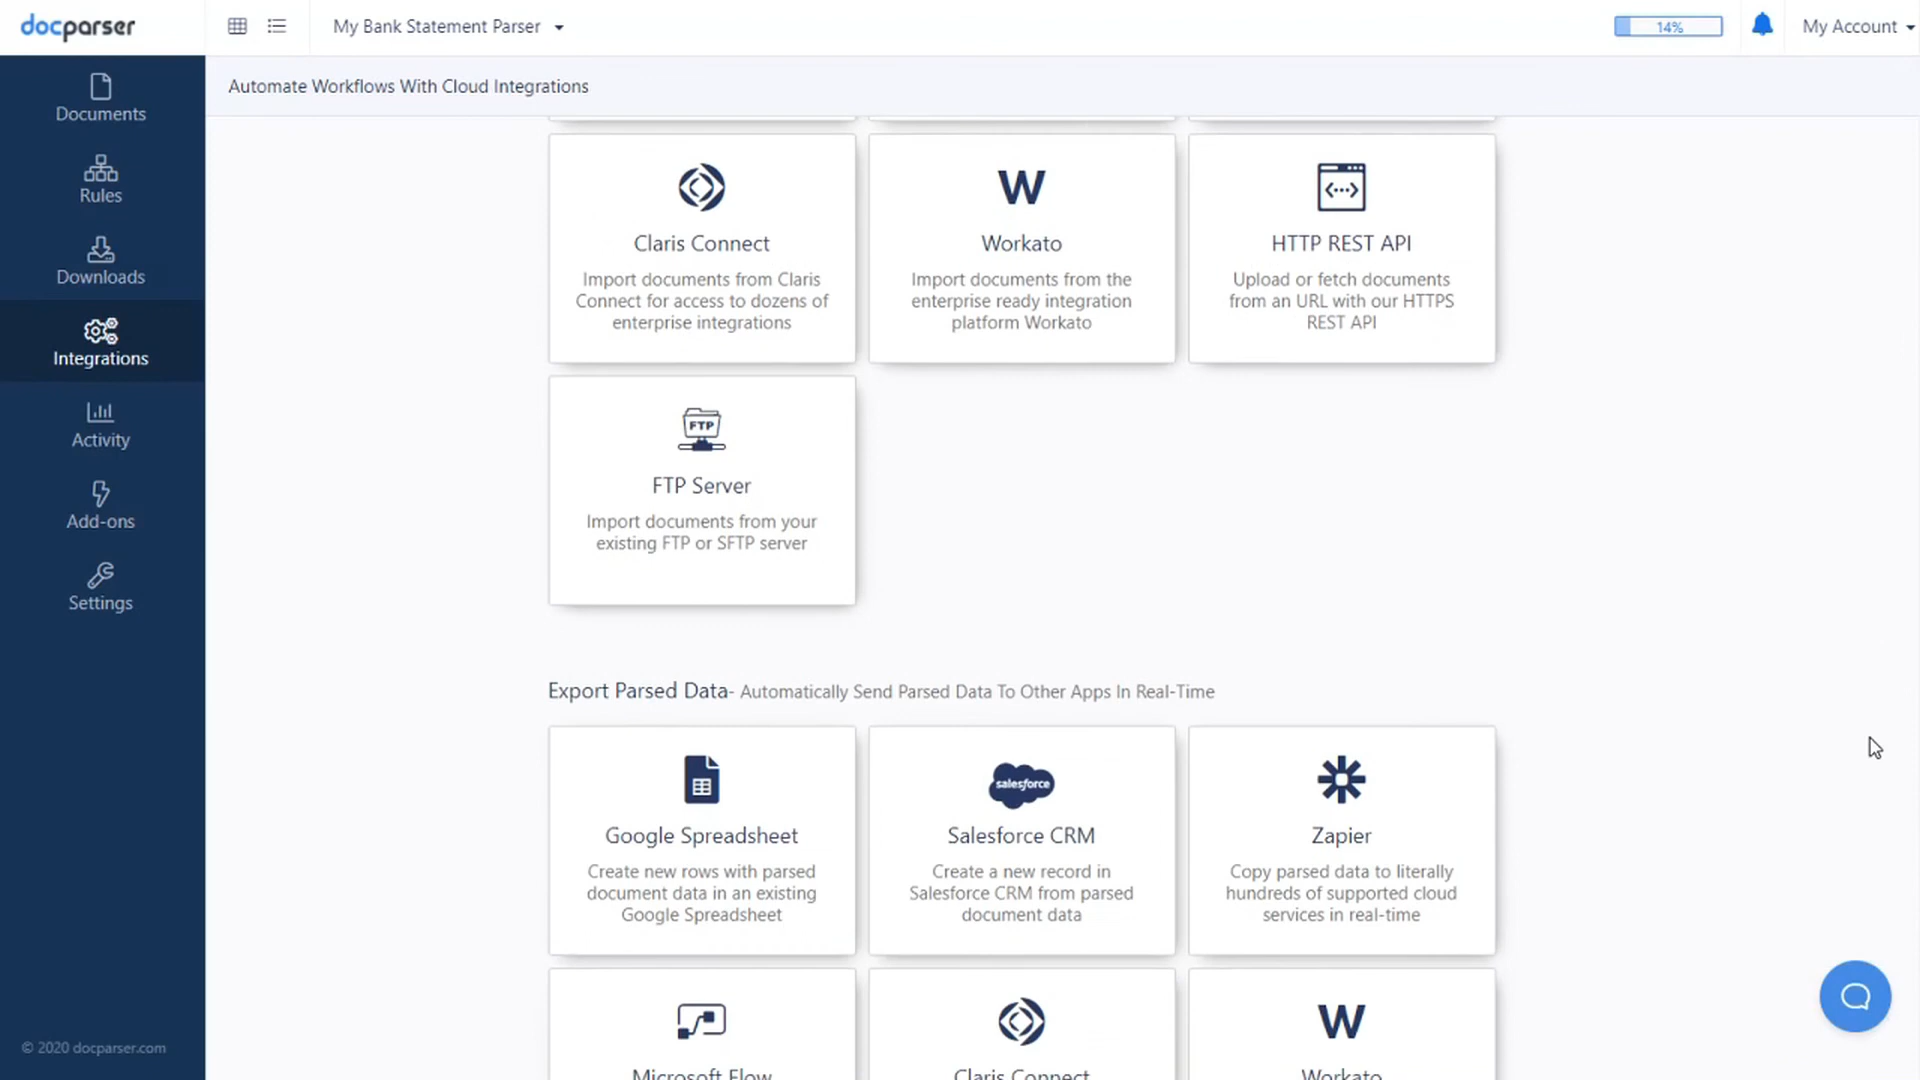 docparser
My Bank Statement Parser
14%
My Account
Documents
Rules
Downloads
Integrations
Activity
Add-ons
Settings
© 2020 docparser.com
Automate Workflows With Cloud Integrations
Claris Connect
Import documents from Claris
Connect for access to dozens of
enterprise integrations
W
Workato
Import documents from the
enterprise ready integration
platform Workato
HTTP REST API
Upload or fetch documents
from an URL with our HTTPS
REST API
FTP
FTP Server
Import documents from your
existing FTP or SFTP server
Export Parsed Data- Automatically Send Parsed Data To Other Apps In Real-Time
Google Spreadsheet
Create new rows with parsed
document data in an existing
Google Spreadsheet
salesforce
Salesforce CRM
Create a new record in
Salesforce CRM from parsed
document data
Zapier
Copy parsed data to literally
hundreds of supported cloud
services in real-time
Microsoft Flow
Claris Connect
W
Workato